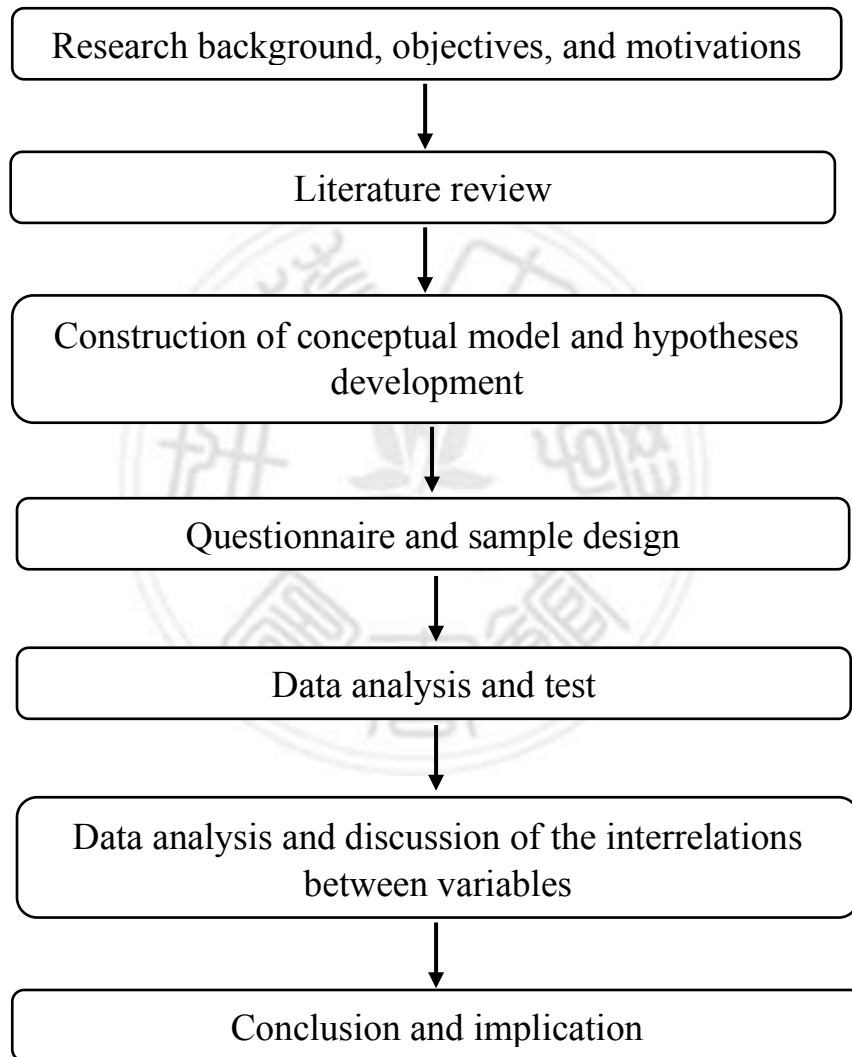 Research background, objectives, and motivations
Literature review
Construction of conceptual model and hypotheses
development
Questionnaire and sample design
Data analysis and test
Data analysis and discussion of the interrelations
between variables
Conclusion and implication